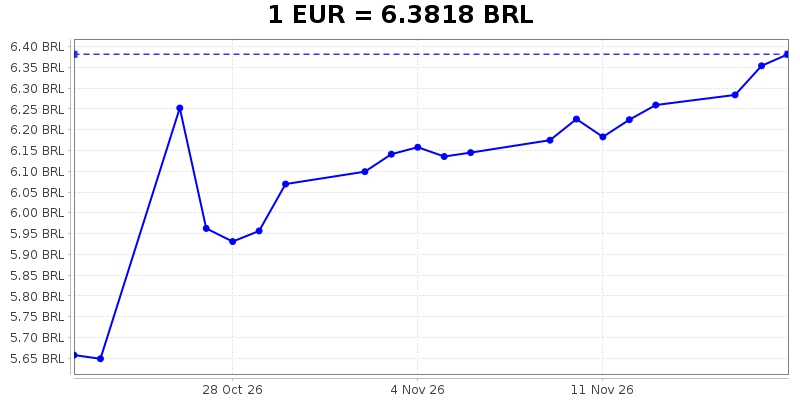 1 EUR = 6.3818 BRL
6.40 BRL
6.35 BRL
6.30 BRL
6.25 BRL
6.20 BRL
6.15 BRL
6.10 BRL
6.05 BRL
6.00 BRL
5.95 BRL
5.90 BRL
5.85 BRL
5.80 BRL
5.75 BRL
5.70 BRL
5.65 BRL
28 Oct 26
4 Nov 26
11 Nov 26